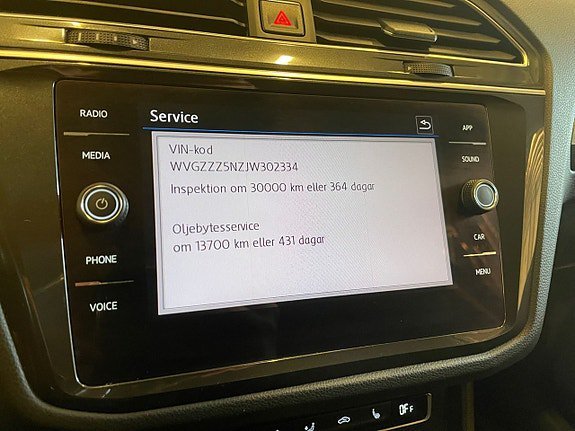 RADIO
MEDIA
PHONE
VOICE
Service
VIN-kod
WVGZZZ5NZJW302334
Inspektion om 30000 km eller 364 dagar
Oljebytesservice
om 13700 km eller 431 dagar
APP
SOUND
CAR
MENU
OFF